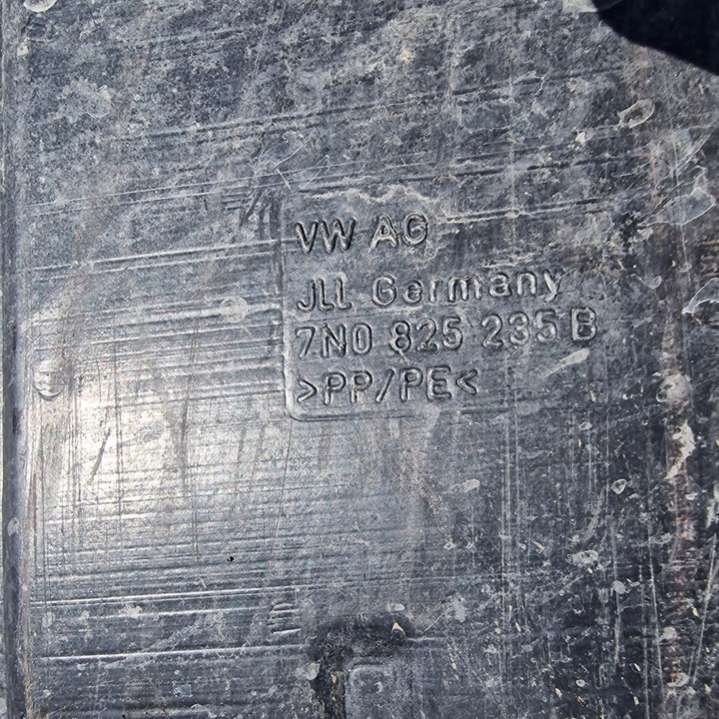 VW AG
JLL Germany
7N0 825 235 B
>PP/PE<